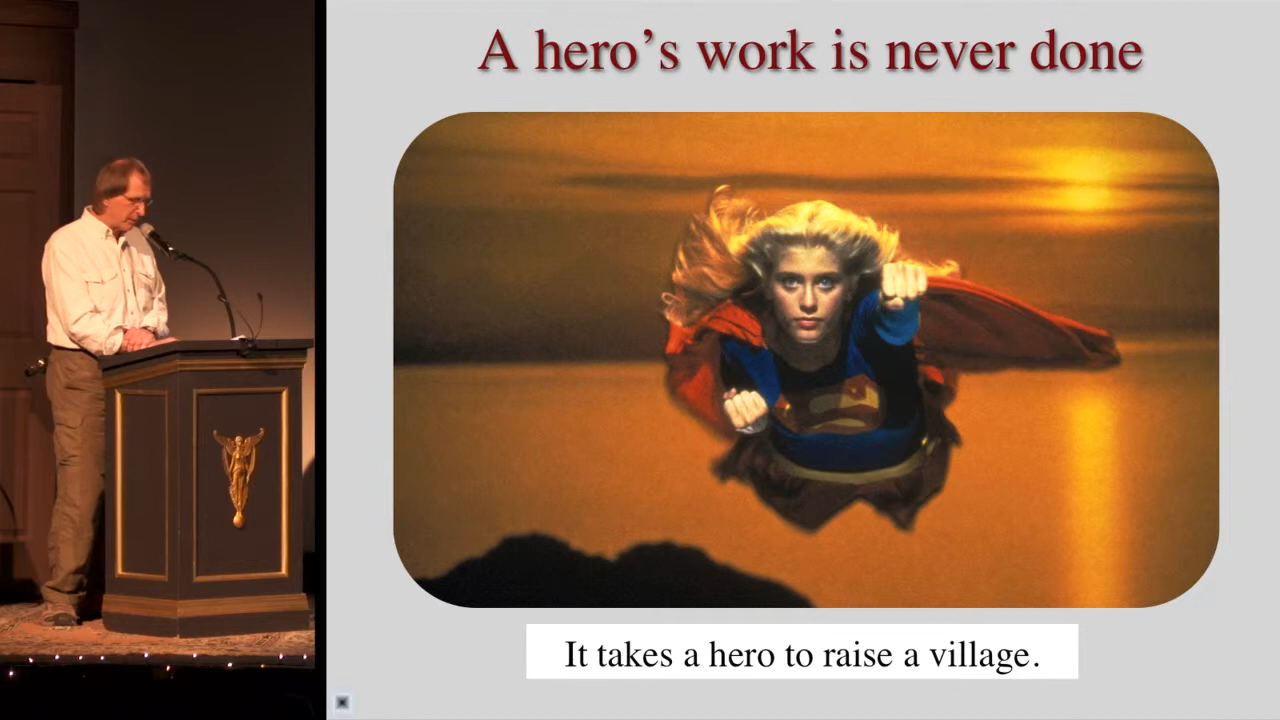 A hero’s work is never done
It takes a hero to raise a village.